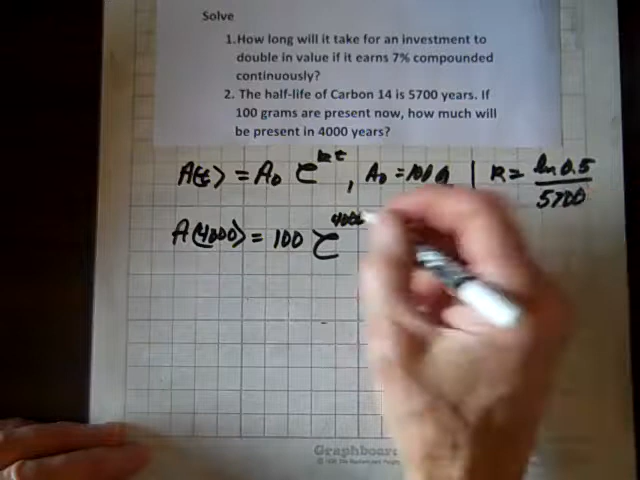 Solve
1.How long will it take for an investment to
double in value if it earns 7% compounded
continuously?
2. The half-life of Carbon 14 is 5700 years. If
100 grams are present now, how much will
be present in 4000 years?
A(t) = A₀ e^kt , A₀ = 100 | k = ln 0.5 / 5700
A(4000) = 100 e^4000
Graphboard